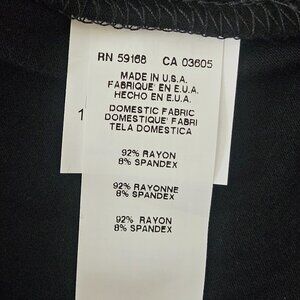 RN 59168 CA 03605
MADE IN U.S.A.
FABRIQUE' EN E.U.A.
HECHO EN E.U.A.
DOMESTIC FABRIC
DOMESTIQUE' FABRI
TELA DOMESTICA
1
92% RAYON
8% SPANDEX
92% RAYONNE
8% SPANDEX
92% RAYON
8% SPANDEX